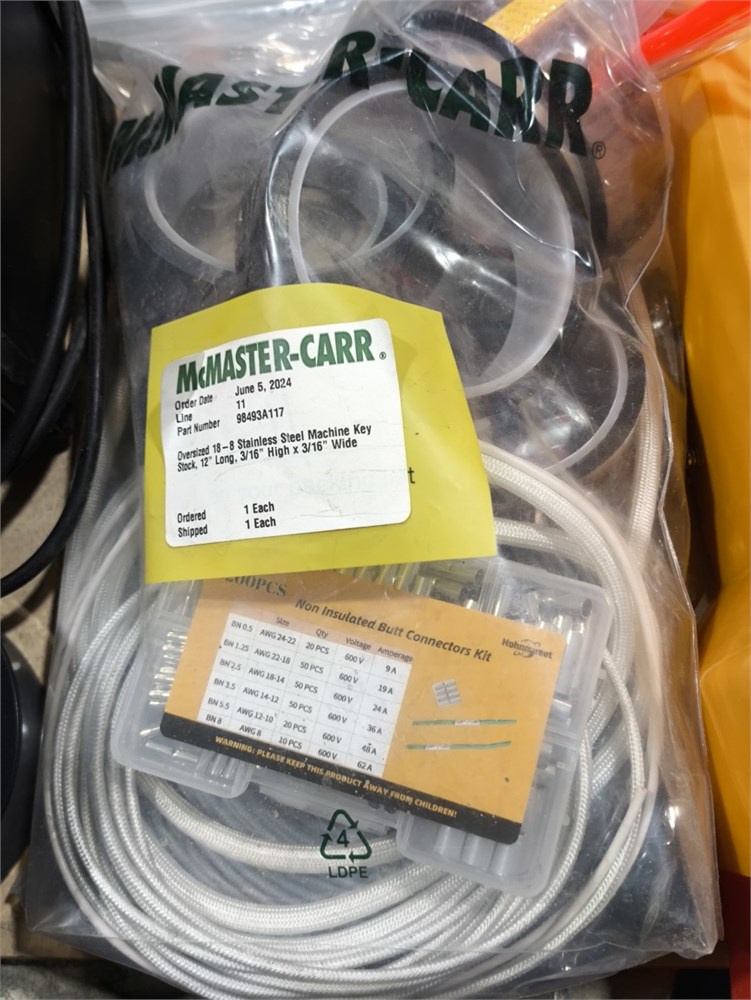 McMASTER-CARR®
McMASTER-CARR®
Order Date June 5, 2024
Line 11
Part Number 98493A117
Oversized 18-8 Stainless Steel Machine Key
Stock, 12" Long, 3/16" High x 3/16" Wide
Ordered 1 Each
Shipped 1 Each
200PCS
Non Insulated Butt Connectors Kit
Size Qty Voltage Amperage
BN 0.5 AWG 24-22 20 PCS 600 V 9 A
BN 1.25 AWG 22-18 50 PCS 600 V 19 A
BN 2.5 AWG 18-14 50 PCS 600 V 24 A
BN 3.5 AWG 14-12 50 PCS 600 V 36 A
BN 5.5 AWG 12-10 20 PCS 600 V 48 A
BN 8 AWG 8 10 PCS 600 V 62 A
WARNING: PLEASE KEEP THIS PRODUCT AWAY FROM CHILDREN!
4
LDPE